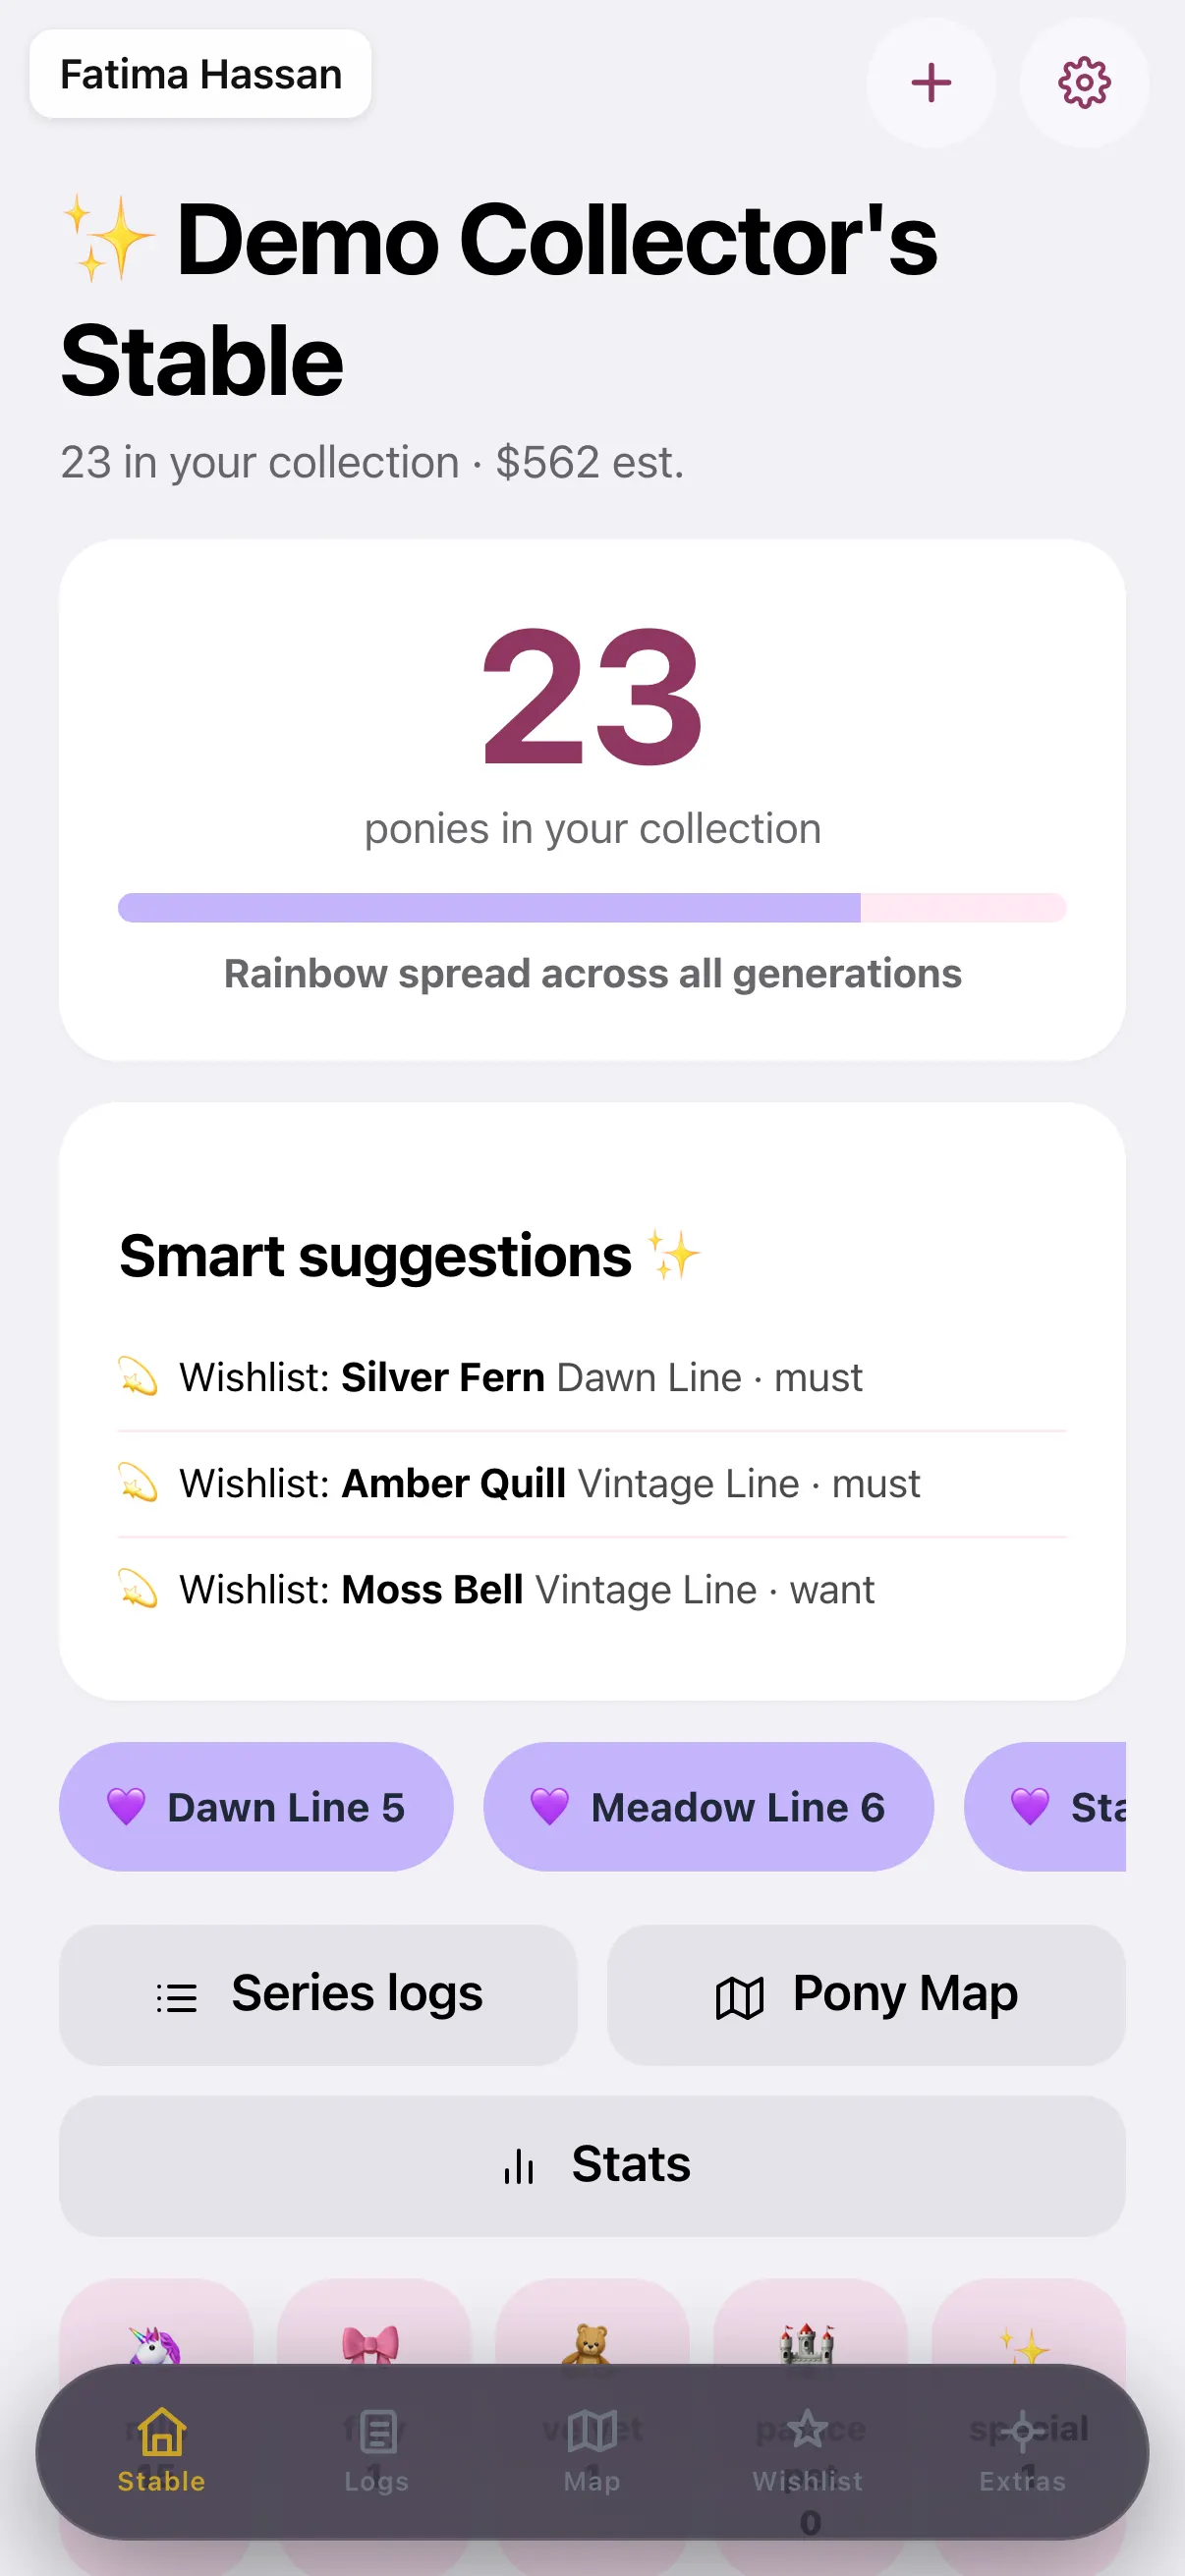 Fatima Hassan
✨ Demo Collector's
Stable
23 in your collection · $562 est.
23
ponies in your collection
Rainbow spread across all generations
Smart suggestions ✨
💫 Wishlist: Silver Fern Dawn Line · must
💫 Wishlist: Amber Quill Vintage Line · must
💫 Wishlist: Moss Bell Vintage Line · want
💜 Dawn Line 5
💜 Meadow Line 6
💜 Sta
Series logs
Pony Map
Stats
special
0
Stable
Logs
Map
Wishlist
Extras